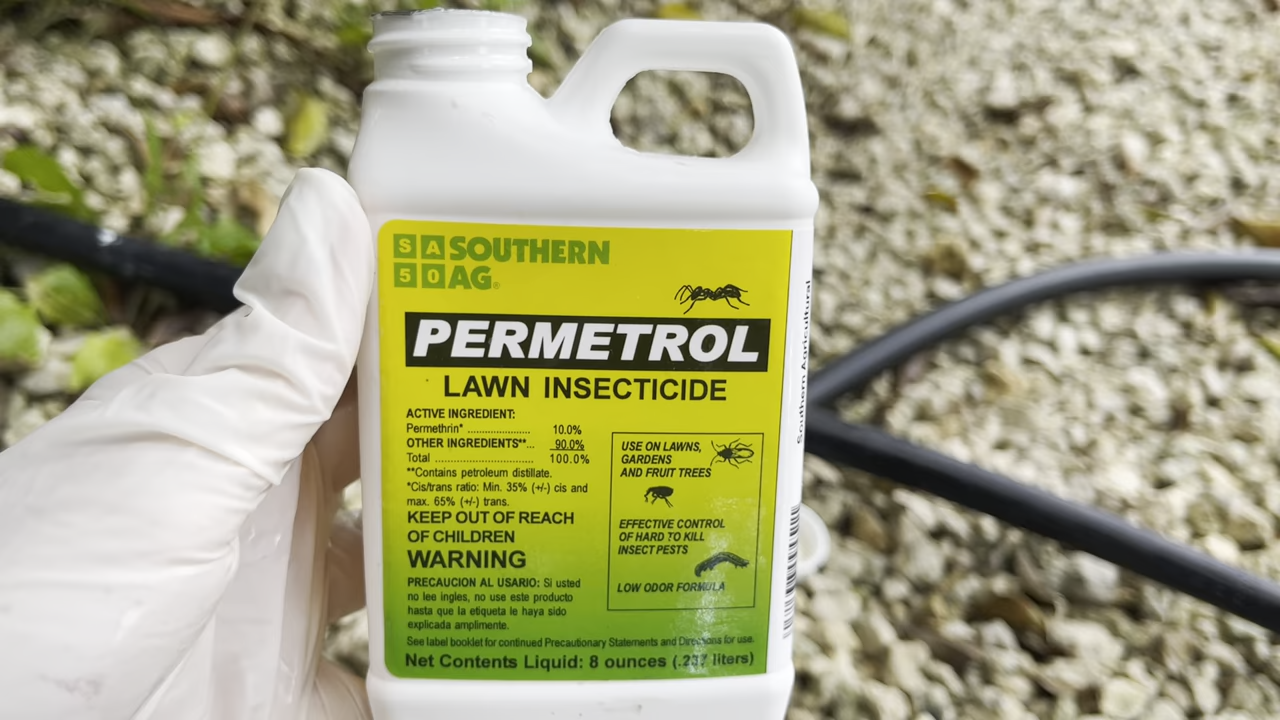 SA SOUTHERN
50 AG®
PERMETROL
LAWN INSECTICIDE
ACTIVE INGREDIENT:
Permethrin* ..................... 10.0%
OTHER INGREDIENTS**... 90.0%
Total ................................ 100.0%
**Contains petroleum distillate.
*Cis/trans ratio: Min. 35% (+/-) cis and
max. 65% (+/-) trans.
KEEP OUT OF REACH
OF CHILDREN
WARNING
PRECAUCION AL USARIO: Si usted
no lee ingles, no use este producto
hasta que la etiqueta le haya sido
explicada amplimente.
USE ON LAWNS,
GARDENS
AND FRUIT TREES
EFFECTIVE CONTROL
OF HARD TO KILL
INSECT PESTS
LOW ODOR FORMULA
See label booklet for continued Precautionary Statements and Directions for use.
Net Contents Liquid: 8 ounces (.237 liters)
Southern Agricultural